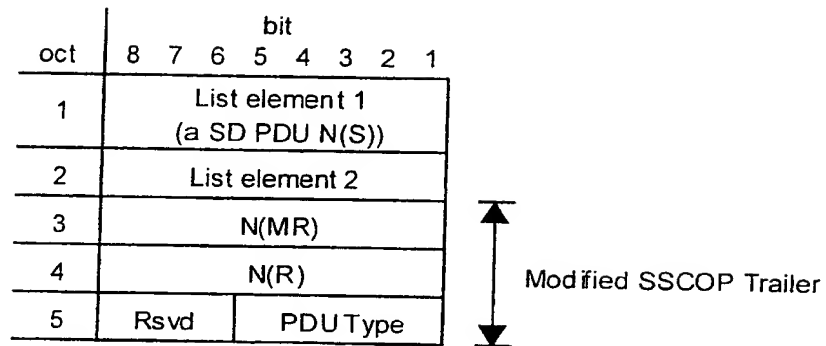 bit
oct 8 7 6 5 4 3 2 1
1 List element 1
(a SD PDU N(S))
2 List element 2
3 N(MR)
4 N(R)
5 Rsvd PDU Type
Modified SSCOP Trailer